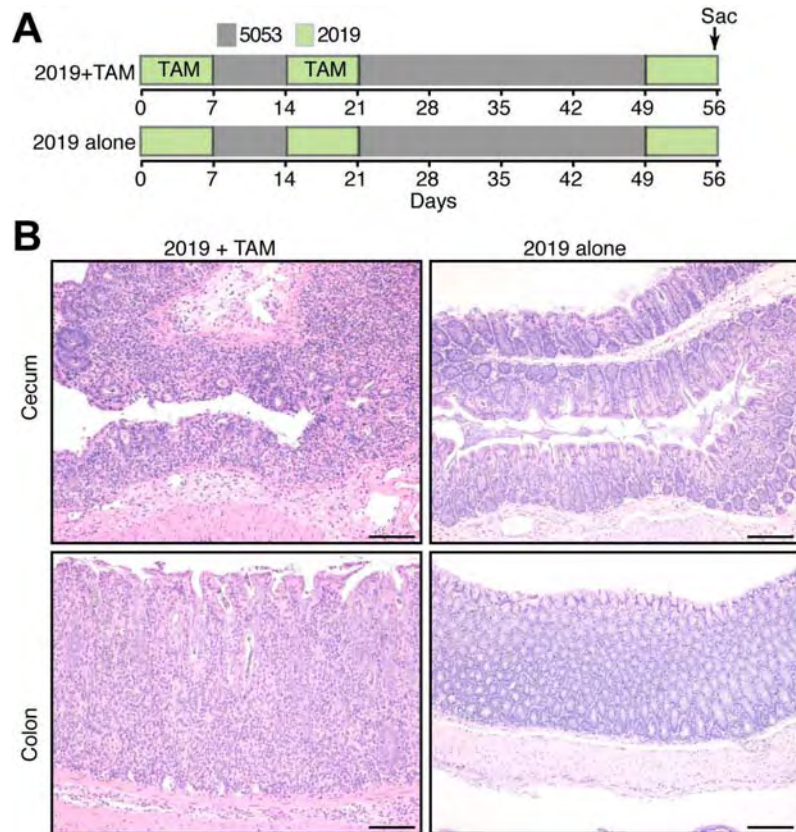 A
5053 2019
Sac
2019+TAM TAM TAM
0 7 14 21 28 35 42 49 56
2019 alone
0 7 14 21 28 35 42 49 56
Days
B
2019 + TAM 2019 alone
Cecum
Colon